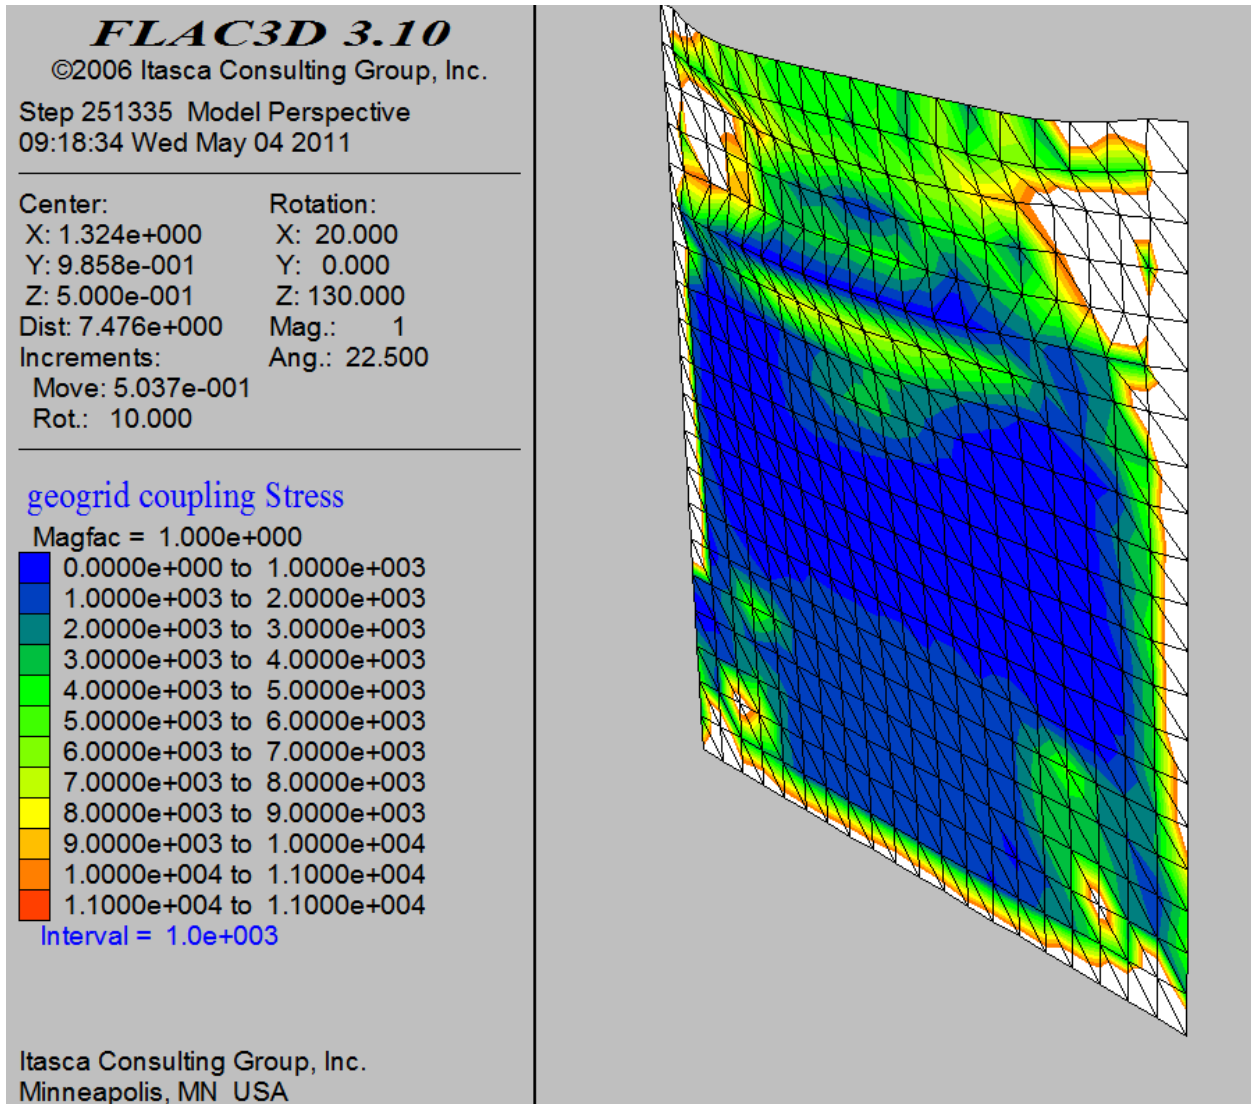 FLAC3D 3.10
©2006 Itasca Consulting Group, Inc.
Step 251335  Model Perspective
09:18:34 Wed May 04 2011
Center: Rotation:
X: 1.324e+000 X: 20.000
Y: 9.858e-001 Y: 0.000
Z: 5.000e-001 Z: 130.000
Dist: 7.476e+000 Mag.: 1
Increments: Ang.: 22.500
Move: 5.037e-001
Rot.: 10.000
geogrid coupling Stress
Magfac = 1.000e+000
0.0000e+000 to 1.0000e+003
1.0000e+003 to 2.0000e+003
2.0000e+003 to 3.0000e+003
3.0000e+003 to 4.0000e+003
4.0000e+003 to 5.0000e+003
5.0000e+003 to 6.0000e+003
6.0000e+003 to 7.0000e+003
7.0000e+003 to 8.0000e+003
8.0000e+003 to 9.0000e+003
9.0000e+003 to 1.0000e+004
1.0000e+004 to 1.1000e+004
1.1000e+004 to 1.1000e+004
Interval = 1.0e+003
Itasca Consulting Group, Inc.
Minneapolis, MN USA